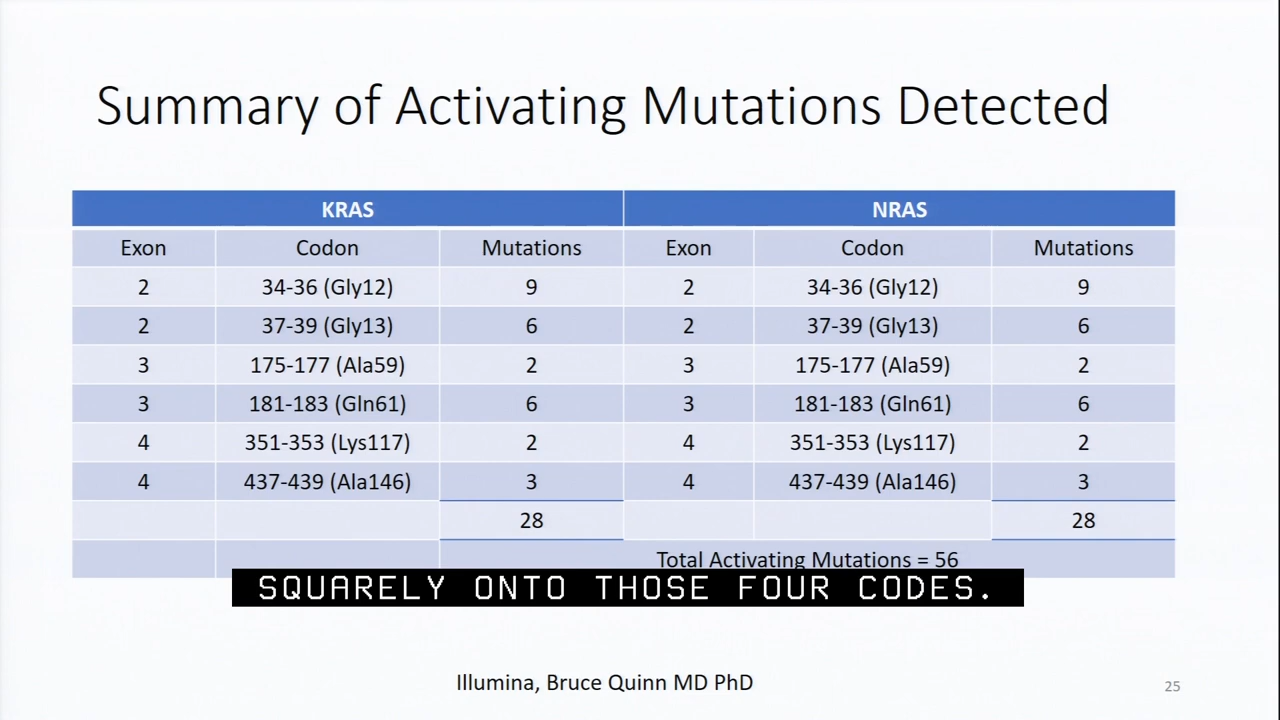 Summary of Activating Mutations Detected
KRAS NRAS
Exon Codon Mutations Exon Codon Mutations
2 34-36 (Gly12) 9 2 34-36 (Gly12) 9
2 37-39 (Gly13) 6 2 37-39 (Gly13) 6
3 175-177 (Ala59) 2 3 175-177 (Ala59) 2
3 181-183 (Gln61) 6 3 181-183 (Gln61) 6
4 351-353 (Lys117) 2 4 351-353 (Lys117) 2
4 437-439 (Ala146) 3 4 437-439 (Ala146) 3
28 28
Total Activating Mutations = 56
SQUARELY ONTO THOSE FOUR CODES.
Illumina, Bruce Quinn MD PhD
25